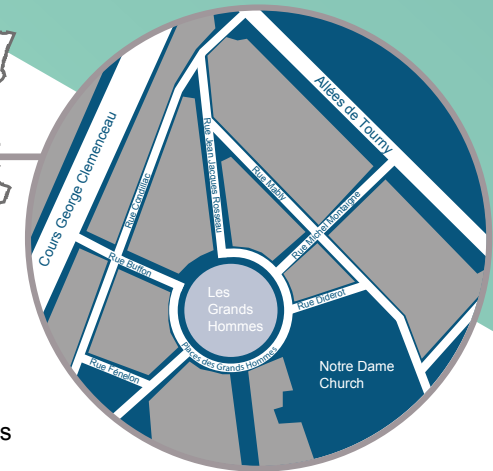 Cours George Clemenceau
Allées de Tourny
Rue Condillac
Rue Jean Jacques Rosseau
Rue Mably
Rue Michel Montaigne
Rue Buffon
Les
Grands
Hommes
Rue Diderot
Places des Grands Hommes
Rue Fénelon
Notre Dame
Church
s